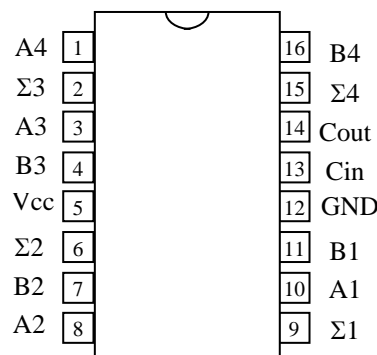 A4 1 16 B4
Σ3 2 15 Σ4
A3 3 14 Cout
B3 4 13 Cin
Vcc 5 12 GND
Σ2 6 11 B1
B2 7 10 A1
A2 8 9 Σ1